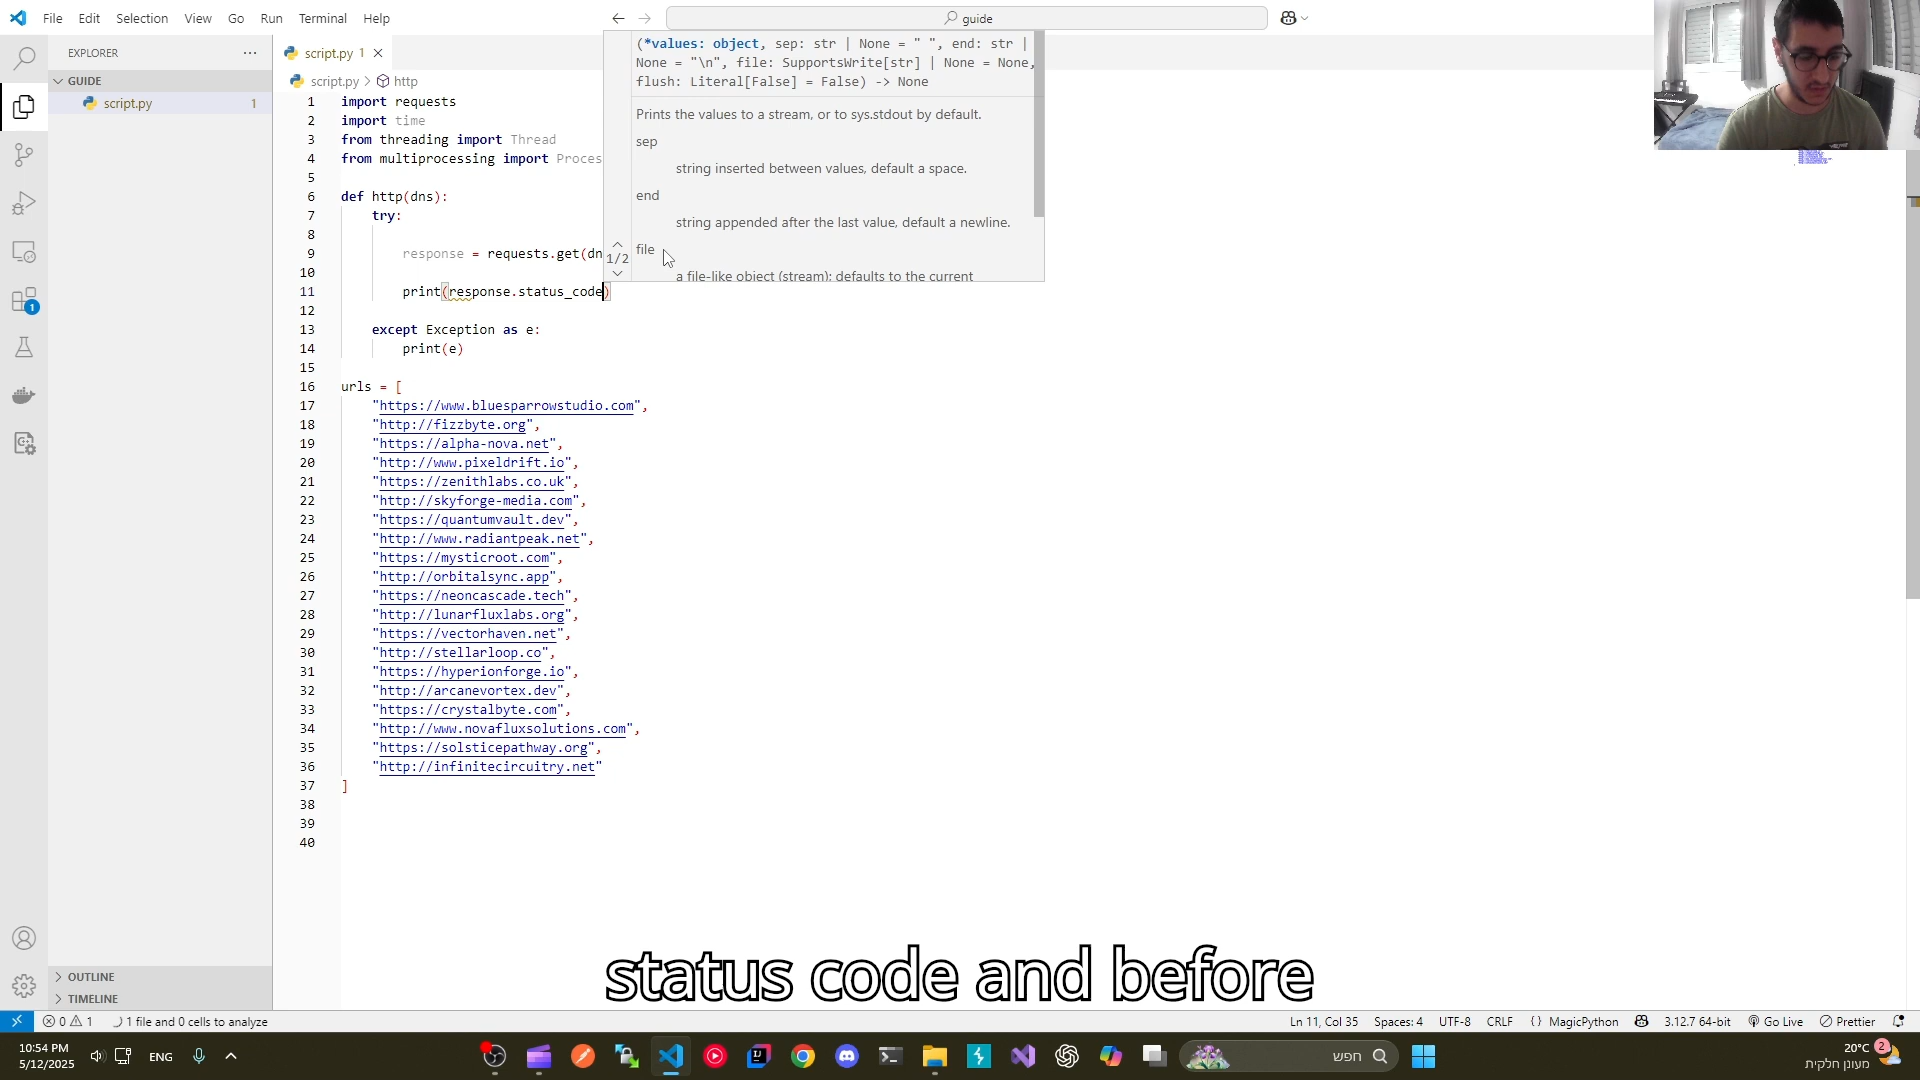 File Edit Selection View Go Run Terminal Help
guide
EXPLORER
GUIDE
script.py 1
script.py 1
script.py > http
1 import requests
2 import time
3 from threading import Thread
4 from multiprocessing import Proces
5
6 def http(dns):
7 try:
8
9 response = requests.get(dn
10
11 print(response.status_code)
12
13 except Exception as e:
14 print(e)
15
16 urls = [
17 "https://www.bluesparrowstudio.com",
18 "http://fizzbyte.org",
19 "https://alpha-nova.net",
20 "http://www.pixeldrift.io",
21 "https://zenithlabs.co.uk",
22 "http://skyforge-media.com",
23 "https://quantumvault.dev",
24 "http://www.radiantpeak.net",
25 "https://mysticroot.com",
26 "http://orbitalsync.app",
27 "https://neoncascade.tech",
28 "http://lunarfluxlabs.org",
29 "https://vectorhaven.net",
30 "http://stellarloop.co",
31 "https://hyperionforge.io",
32 "http://arcanevortex.dev",
33 "https://crystalbyte.com",
34 "http://www.novafluxsolutions.com",
35 "https://solsticepathway.org",
36 "http://infinitecircuitry.net"
37 ]
38
39
40
(*values: object, sep: str | None = " ", end: str |
None = "\n", file: SupportsWrite[str] | None = None,
flush: Literal[False] = False) -> None
Prints the values to a stream, or to sys.stdout by default.
sep
string inserted between values, default a space.
end
string appended after the last value, default a newline.
1/2
file
a file-like object (stream); defaults to the current
1
OUTLINE
TIMELINE
status code and before
0 1 1 file and 0 cells to analyze
Ln 11, Col 35 Spaces: 4 UTF-8 CRLF { } MagicPython 3.12.7 64-bit Go Live Prettier
10:54 PM
5/12/2025
ENG
חפש
20°C
מעונן חלקית
2